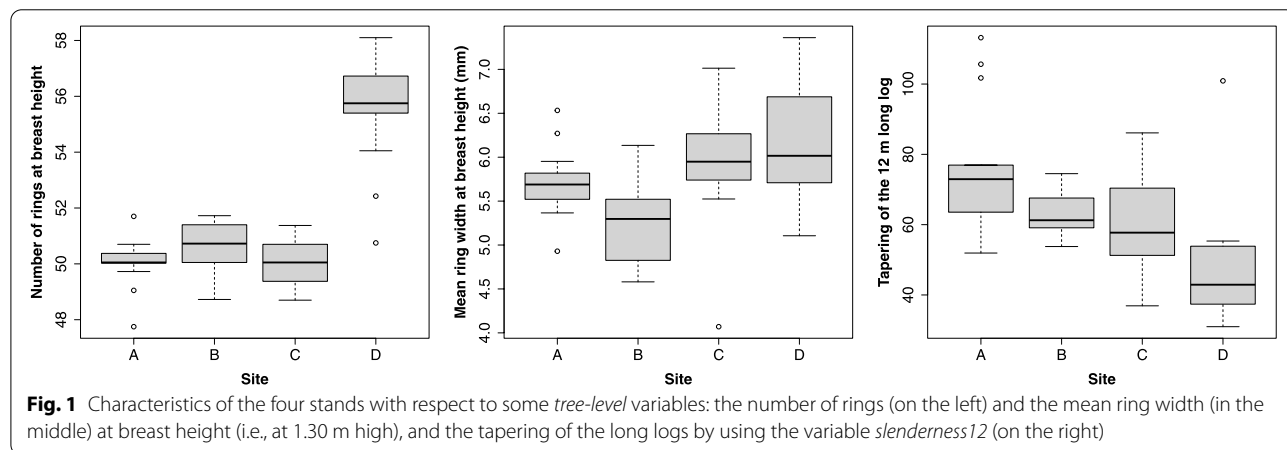 Number of rings at breast height
58
56
54
52
50
48
A B C D
Site
Mean ring width at breast height (mm)
7.0
6.5
6.0
5.5
5.0
4.5
4.0
A B C D
Site
Tapering of the 12 m long log
100
80
60
40
A B C D
Site
Fig. 1 Characteristics of the four stands with respect to some tree-level variables: the number of rings (on the left) and the mean ring width (in the
middle) at breast height (i.e., at 1.30 m high), and the tapering of the long logs by using the variable slenderness12 (on the right)